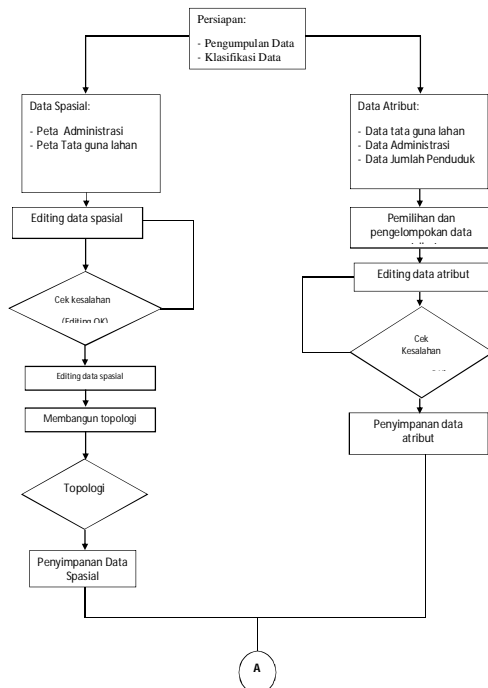 Persiapan:
- Pengumpulan Data
- Klasifikasi Data
Data Spasial:
- Peta Administrasi
- Peta Tata guna lahan
Editing data spasial
Cek kesalahan
(Editing OK)
Editing data spasial
Membangun topologi
Topologi
Penyimpanan Data
Spasial
Data Atribut:
- Data tata guna lahan
- Data Administrasi
- Data Jumlah Penduduk
Pemilihan dan
pengelompokan data
Editing data atribut
Cek
Kesalahan
Penyimpanan data
atribut
A